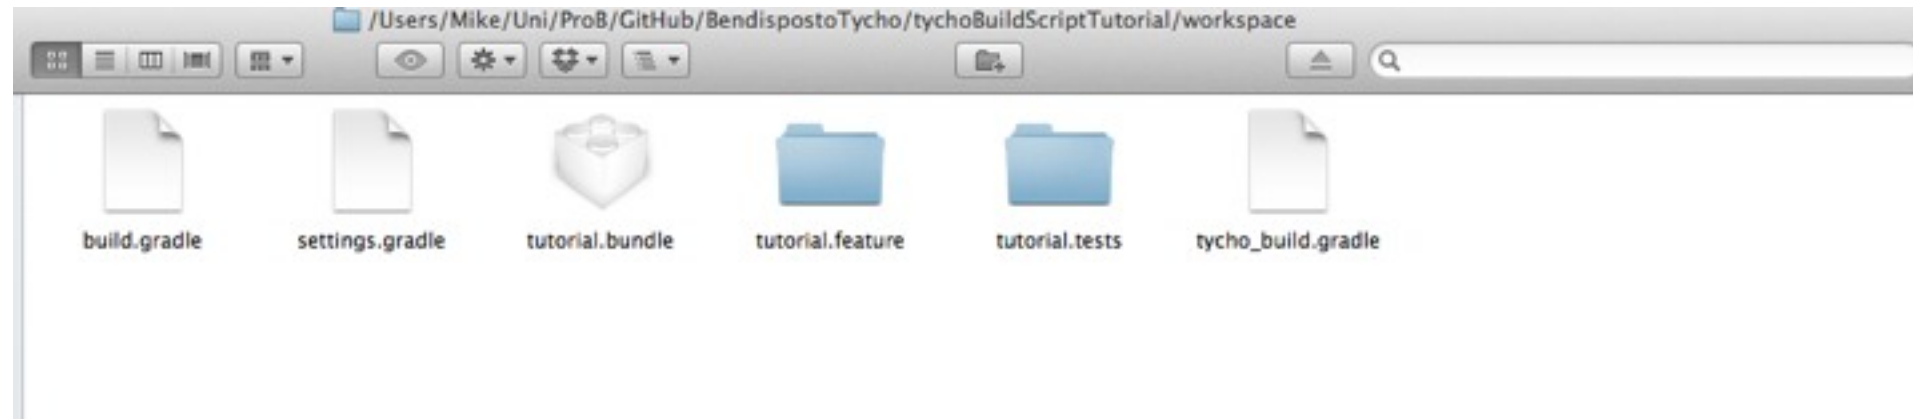 /Users/Mike/Uni/ProB/GitHub/BendispostoTycho/tychoBuildScriptTutorial/workspace
build.gradle settings.gradle tutorial.bundle tutorial.feature tutorial.tests tycho_build.gradle